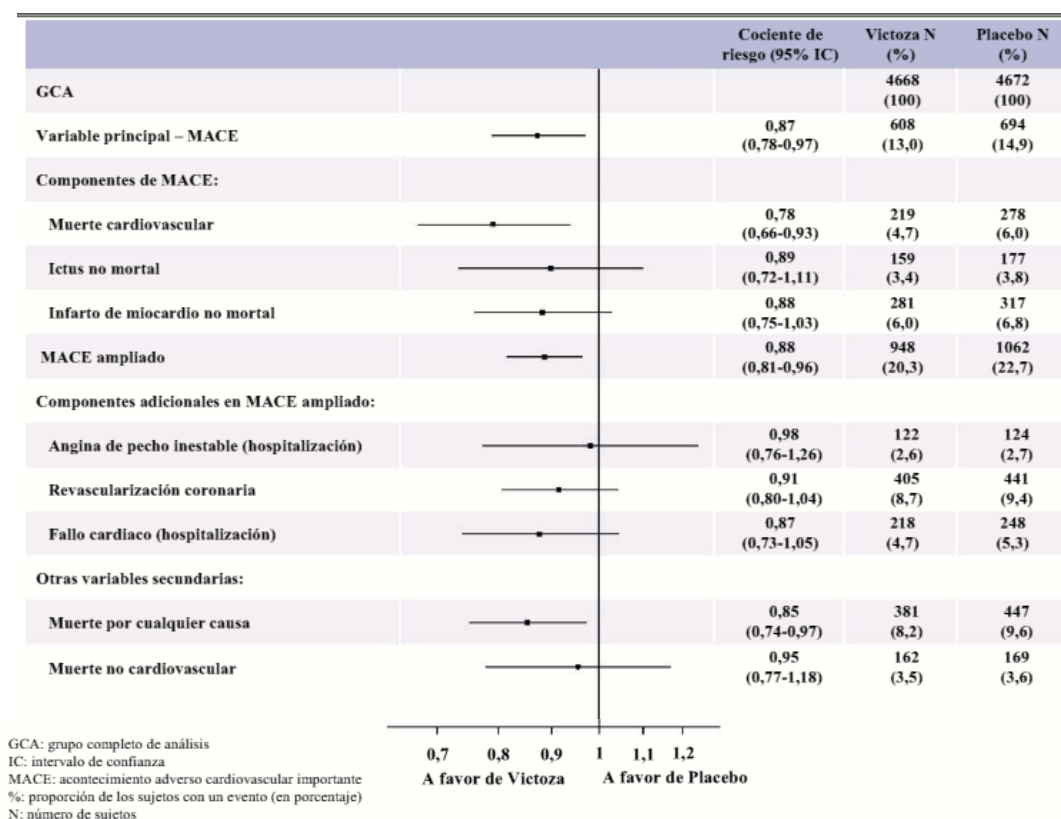 Cociente de riesgo (95% IC) Victoza N (%) Placebo N (%)
GCA 4668 (100) 4672 (100)
Variable principal – MACE 0,87 (0,78-0,97) 608 (13,0) 694 (14,9)
Componentes de MACE:
Muerte cardiovascular 0,78 (0,66-0,93) 219 (4,7) 278 (6,0)
Ictus no mortal 0,89 (0,72-1,11) 159 (3,4) 177 (3,8)
Infarto de miocardio no mortal 0,88 (0,75-1,03) 281 (6,0) 317 (6,8)
MACE ampliado 0,88 (0,81-0,96) 948 (20,3) 1062 (22,7)
Componentes adicionales en MACE ampliado:
Angina de pecho inestable (hospitalización) 0,98 (0,76-1,26) 122 (2,6) 124 (2,7)
Revascularización coronaria 0,91 (0,80-1,04) 405 (8,7) 441 (9,4)
Fallo cardiaco (hospitalización) 0,87 (0,73-1,05) 218 (4,7) 248 (5,3)
Otras variables secundarias:
Muerte por cualquier causa 0,85 (0,74-0,97) 381 (8,2) 447 (9,6)
Muerte no cardiovascular 0,95 (0,77-1,18) 162 (3,5) 169 (3,6)
0,7 0,8 0,9 1 1,1 1,2
A favor de Victoza A favor de Placebo
GCA: grupo completo de análisis
IC: intervalo de confianza
MACE: acontecimiento adverso cardiovascular importante
%: proporción de los sujetos con un evento (en porcentaje)
N: número de sujetos